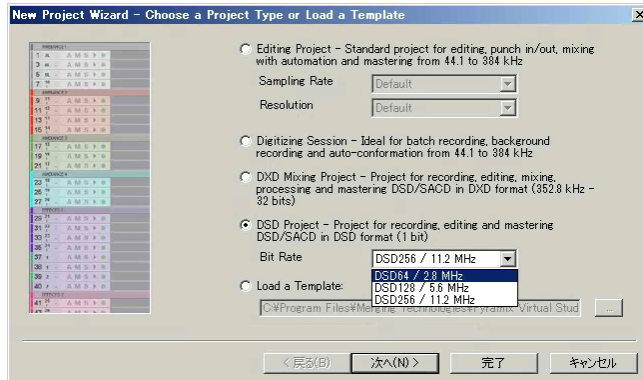 New Project Wizard - Choose a Project Type or Load a Template
Editing Project - Standard project for editing, punch in/out, mixing
with automation and mastering from 44.1 to 384 kHz
Sampling Rate
Default
Resolution
Default
Digitizing Session - Ideal for batch recording, background
recording and auto-conformation from 44.1 to 384 kHz
DXD Mixing Project - Project for recording, editing, mixing,
processing and mastering DSD/SACD in DXD format (352.8 kHz -
32 bits)
DSD Project - Project for recording, editing and mastering
DSD/SACD in DSD format (1 bit)
Bit Rate
DSD256 / 11.2 MHz
DSD64 / 2.8 MHz
DSD128 / 5.6 MHz
DSD256 / 11.2 MHz
Load a Template:
C:¥Program Files¥Merging Technologies¥Pyramix Virtual Stud
...
< 戻る(B)
次へ(N) >
完了
キャンセル